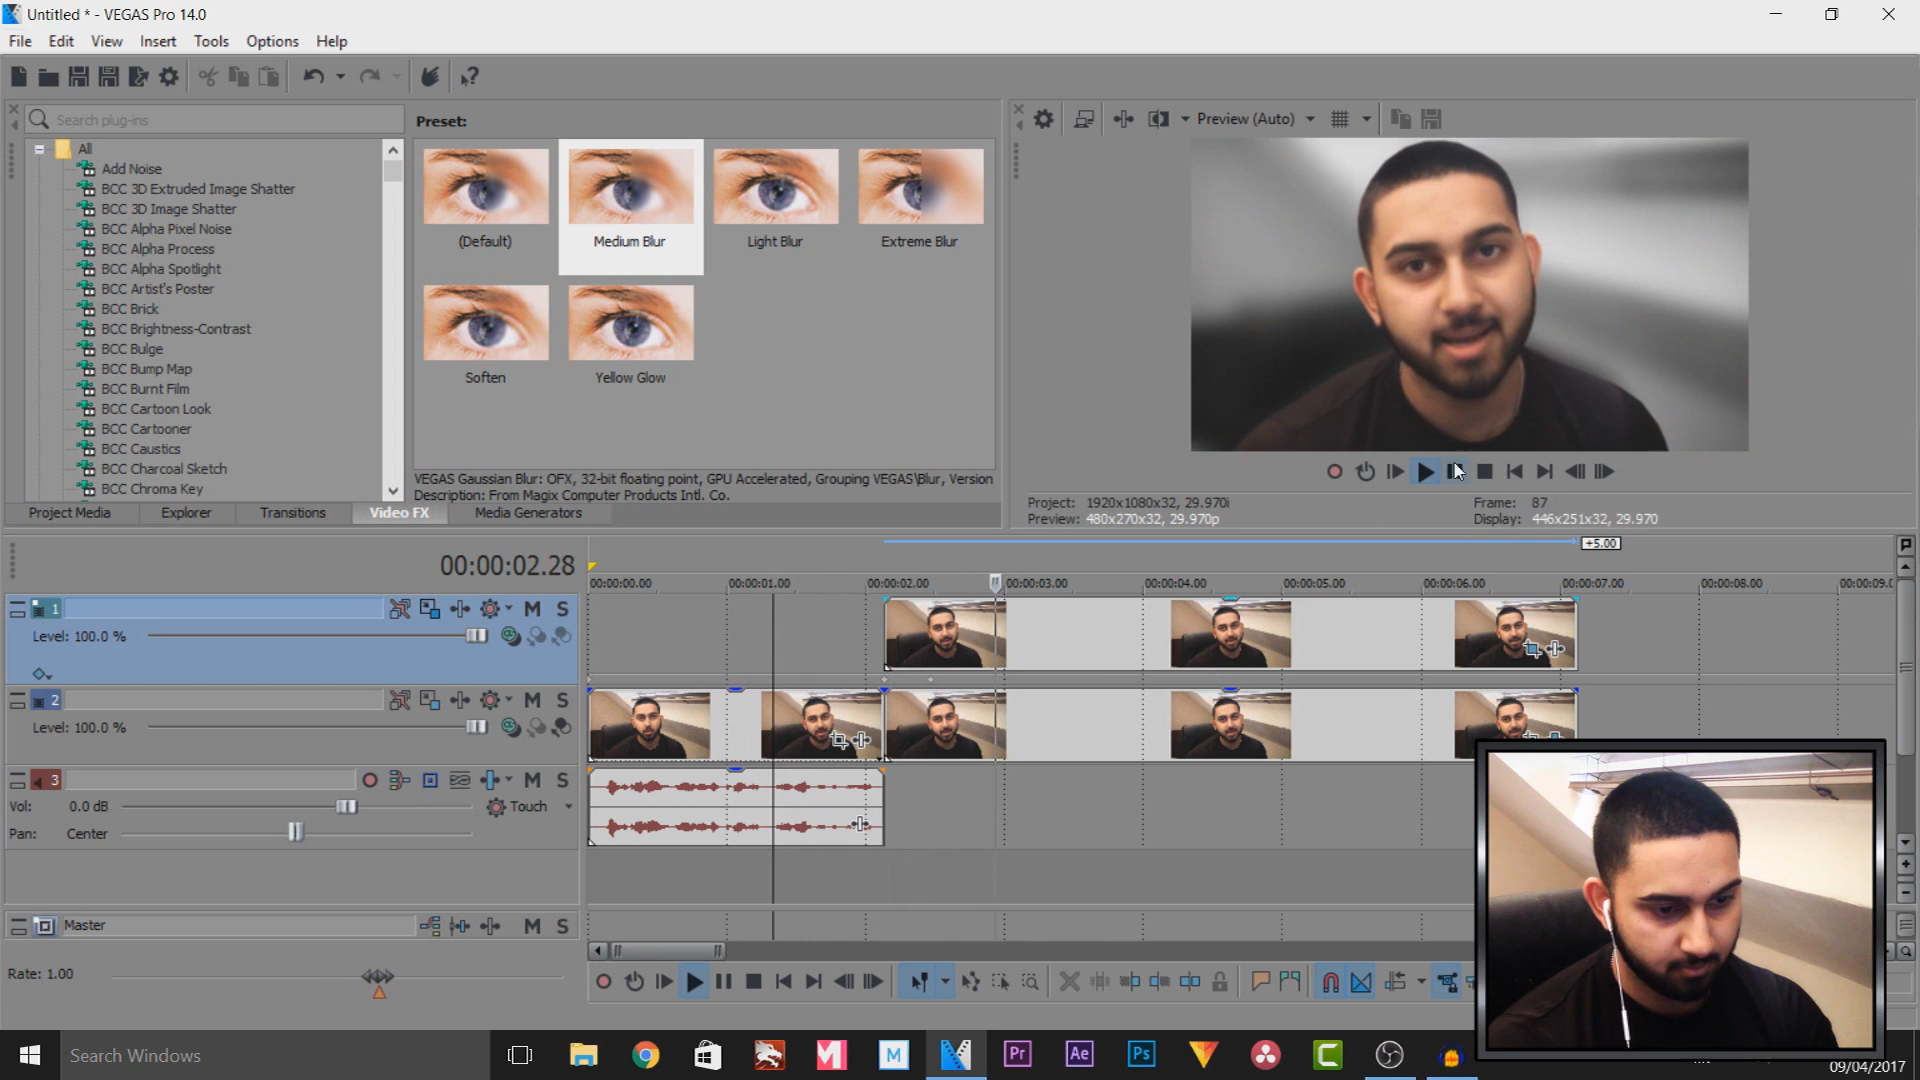 Untitled * - VEGAS Pro 14.0
File Edit View Insert Tools Options Help
Search plug-ins
All
Add Noise
BCC 3D Extruded Image Shatter
BCC 3D Image Shatter
BCC Alpha Pixel Noise
BCC Alpha Process
BCC Alpha Spotlight
BCC Artist's Poster
BCC Brick
BCC Brightness-Contrast
BCC Bulge
BCC Bump Map
BCC Burnt Film
BCC Cartoon Look
BCC Cartooner
BCC Caustics
BCC Charcoal Sketch
BCC Chroma Key
Preset:
(Default) Medium Blur Light Blur Extreme Blur
Soften Yellow Glow
VEGAS Gaussian Blur: OFX, 32-bit floating point, GPU Accelerated, Grouping VEGAS\Blur, Version
Description: From Magix Computer Products Intl. Co.
Project Media Explorer Transitions Video FX Media Generators
Preview (Auto)
Project: 1920x1080x32, 29.970i
Preview: 480x270x32, 29.970p
Frame: 87
Display: 446x251x32, 29.970
00:00:02.28
+5.00
00:00:00.00 00:00:01.00 00:00:02.00 00:00:03.00 00:00:04.00 00:00:05.00 00:00:06.00 00:00:07.00 00:00:08.00 00:00:09.0
1 M S
Level: 100.0 %
2 M S
Level: 100.0 %
3 M S
Vol: 0.0 dB Touch
Pan: Center
Master M S
Rate: 1.00
Search Windows
Pr Ae Ps
09/04/2017